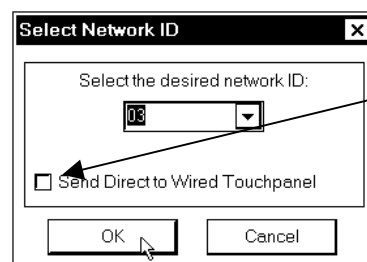 Select Network ID
Select the desired network ID:
03
Send Direct to Wired Touchpanel
OK
Cancel